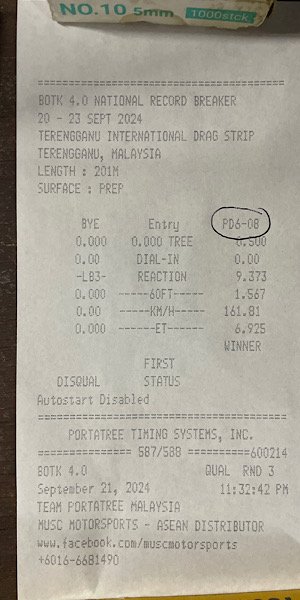 NO.10 5mm 1000stck
================================
BOTK 4.0 NATIONAL RECORD BREAKER
20 - 23 SEPT 2024
TERENGGANU INTERNATIONAL DRAG STRIP
TERENGGANU, MALAYSIA
LENGTH : 201M
SURFACE : PREP
BYE Entry PD6-08
0.000 0.000 TREE 0.500
0.00 DIAL-IN 0.00
-LB3- REACTION 9.373
0.000 ------60FT------ 1.567
0.00 ------KM/H------ 161.81
0.000 ------ET------ 6.925
WINNER
FIRST
DISQUAL STATUS
Autostart Disabled
================================
PORTATREE TIMING SYSTEMS, INC.
============== 587/588 ==========600214
BOTK 4.0 QUAL RND 3
September 21, 2024 11:32:42 PM
TEAM PORTATREE MALAYSIA
MUSC MOTORSPORTS - ASEAN DISTRIBUTOR
www.facebook.com/muscmotorsports
+6016-6681490